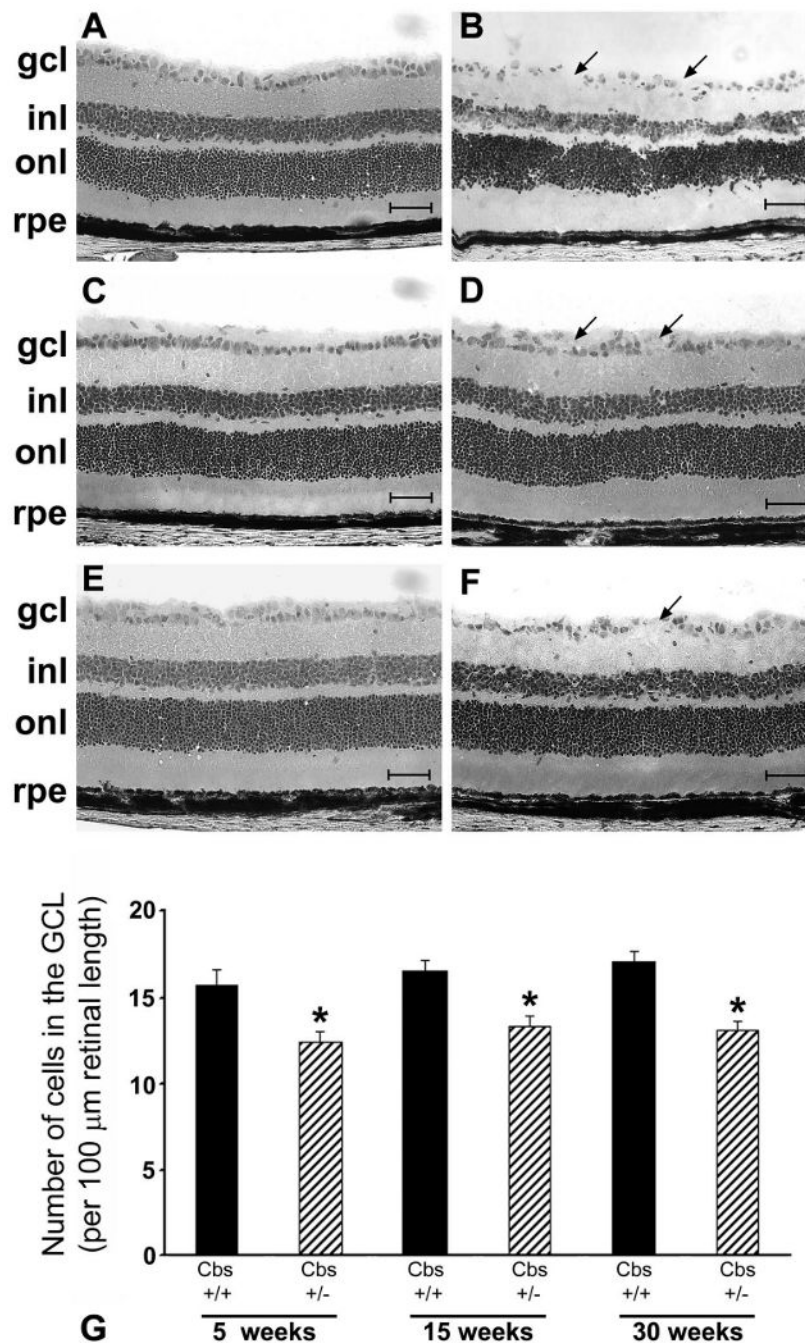 A
B
gcl
inl
onl
rpe
C
D
gcl
inl
onl
rpe
E
F
gcl
inl
onl
rpe
Number of cells in the GCL
(per 100 μm retinal length)
20
15
10
5
0
*
*
*
Cbs Cbs Cbs Cbs Cbs Cbs
+/+ +/- +/+ +/- +/+ +/-
G 5 weeks 15 weeks 30 weeks